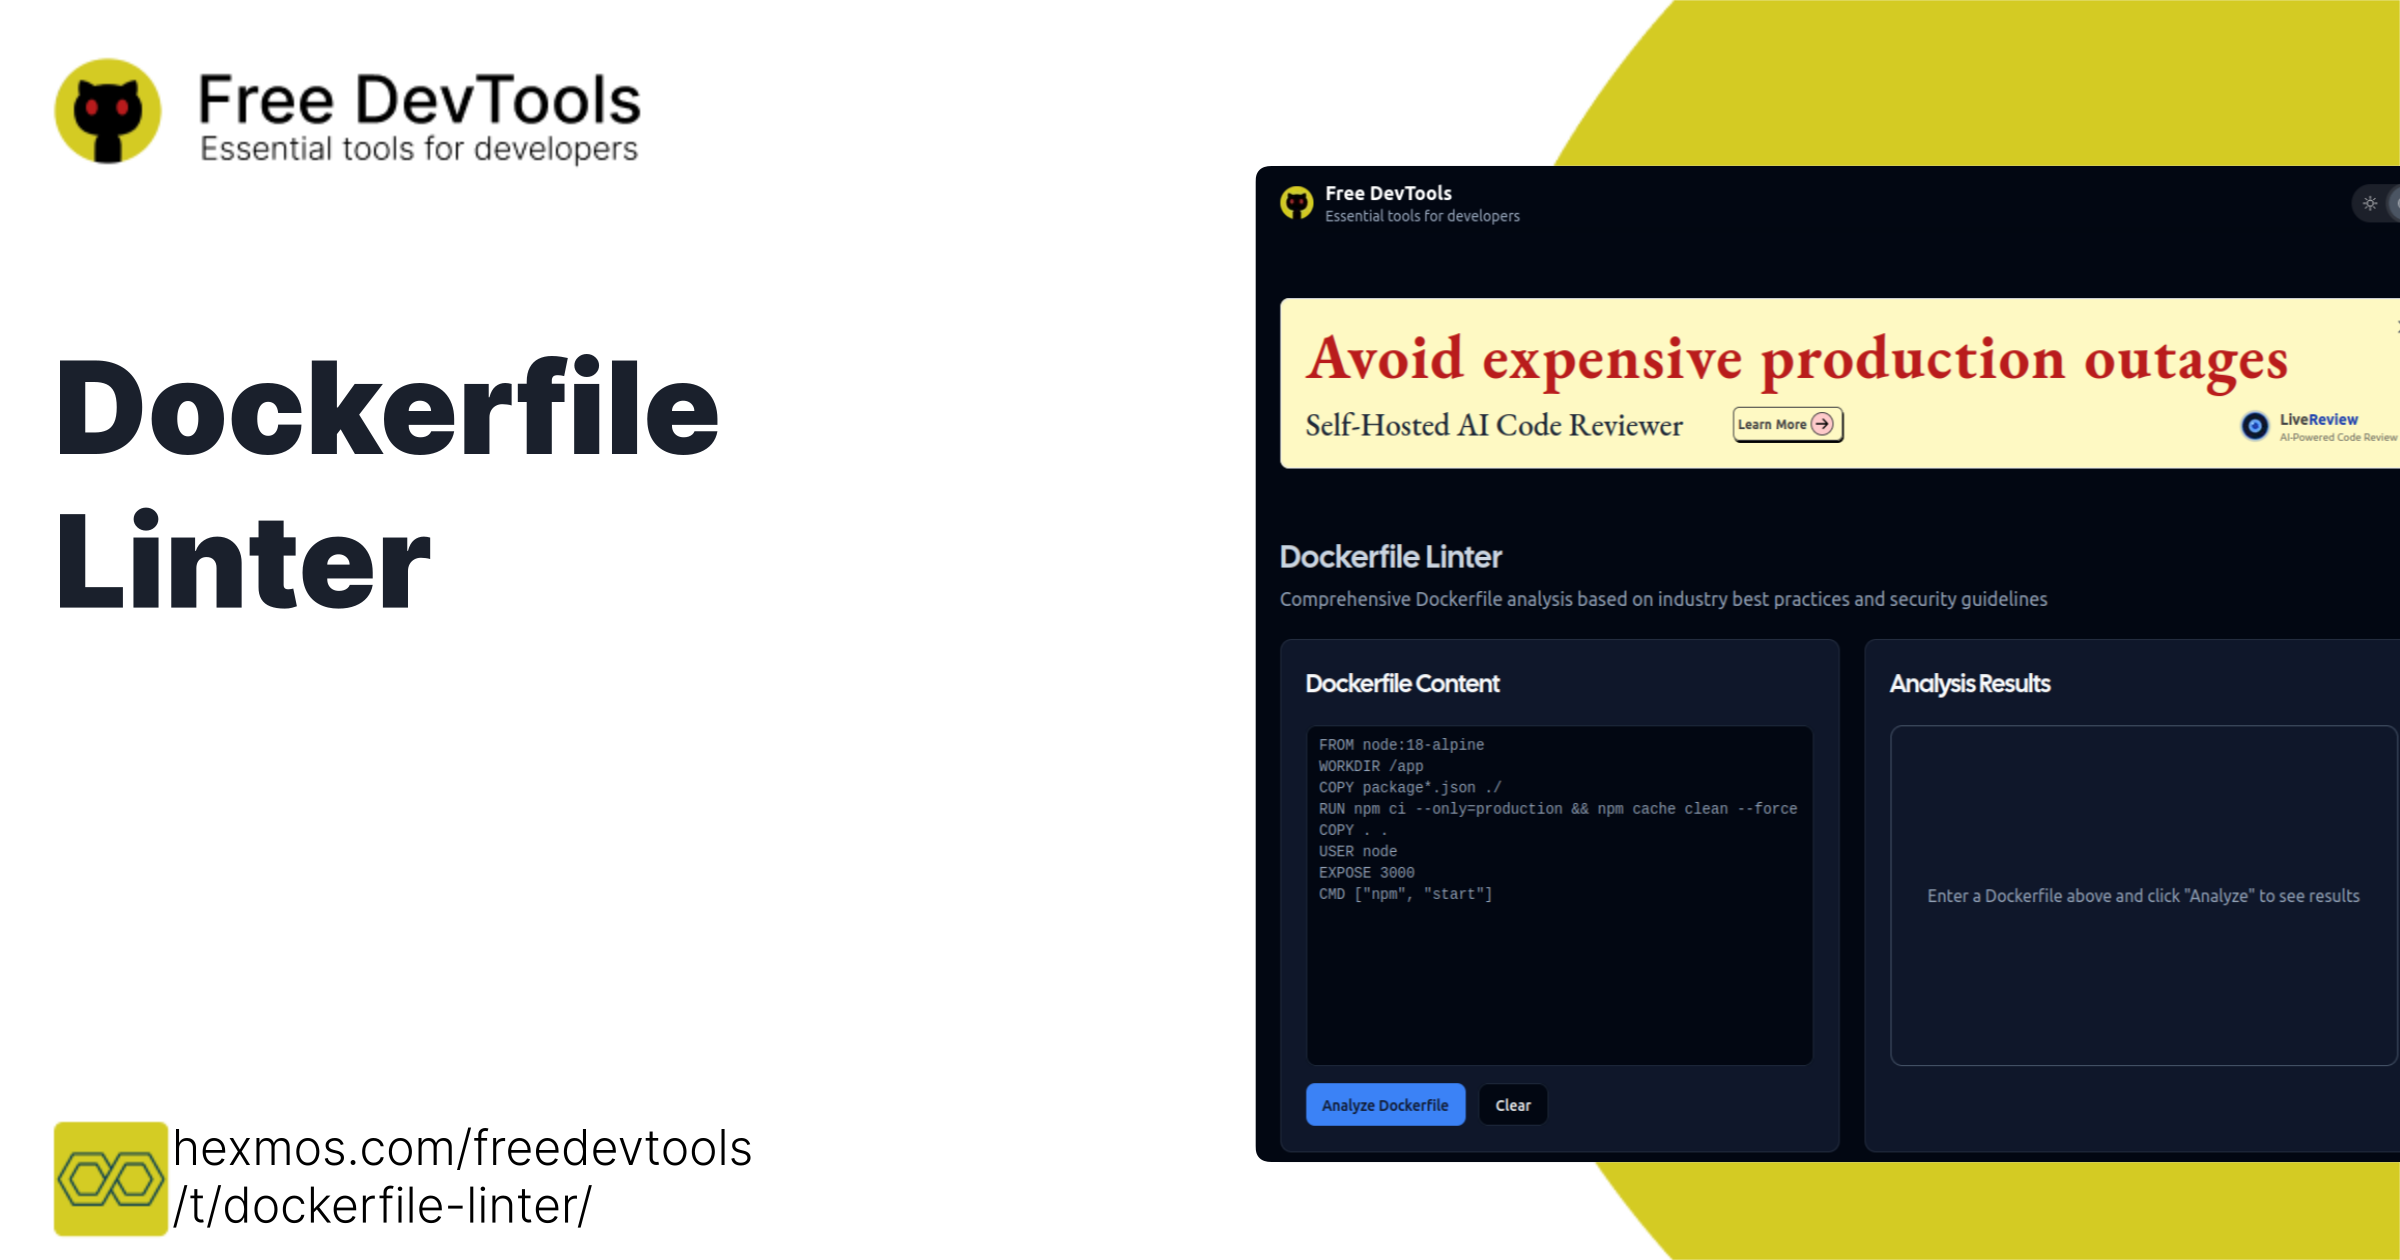 Free DevTools
Essential tools for developers
Dockerfile
Linter
hexmos.com/freedevtools
/t/dockerfile-linter/
Free DevTools
Essential tools for developers
Avoid expensive production outages
Self-Hosted AI Code Reviewer
Learn More
LiveReview
AI-Powered Code Review
Dockerfile Linter
Comprehensive Dockerfile analysis based on industry best practices and security guidelines
Dockerfile Content
FROM node:18-alpine
WORKDIR /app
COPY package*.json ./
RUN npm ci --only=production && npm cache clean --force
COPY . .
USER node
EXPOSE 3000
CMD ["npm", "start"]
Analyze Dockerfile
Clear
Analysis Results
Enter a Dockerfile above and click "Analyze" to see results